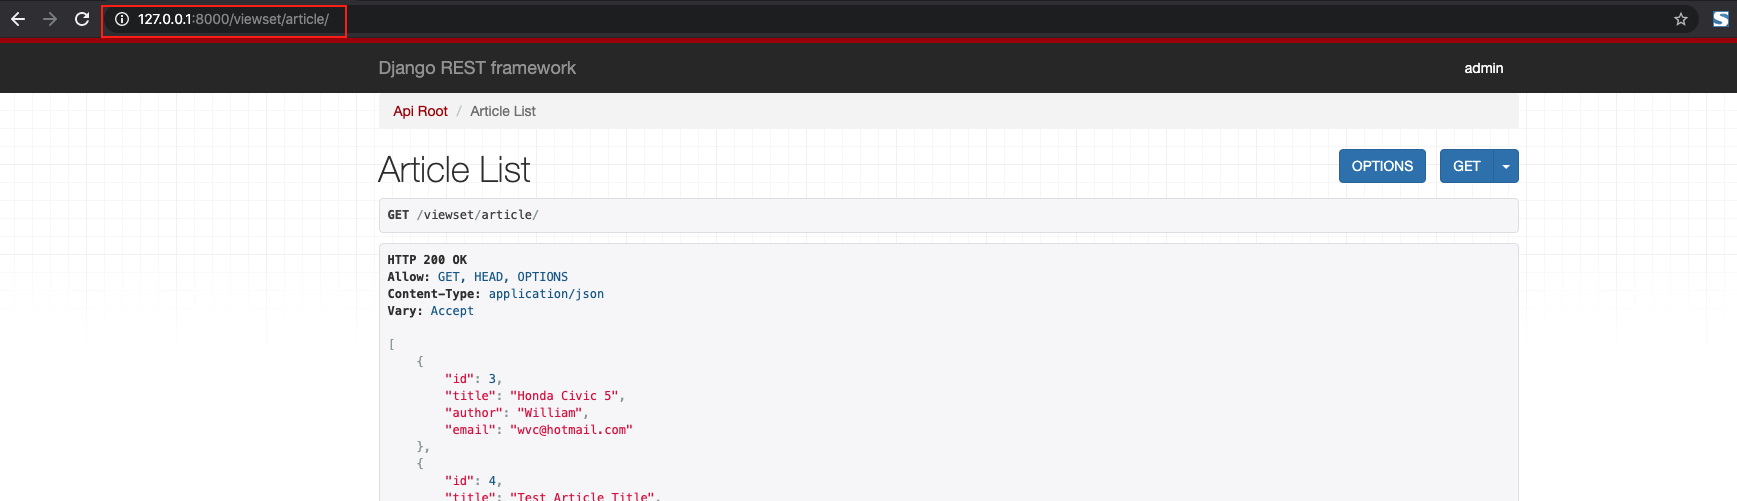 127.0.0.1:8000/viewset/article/
Django REST framework
admin
Api Root / Article List
Article List
OPTIONS
GET
GET /viewset/article/
HTTP 200 OK
Allow: GET, HEAD, OPTIONS
Content-Type: application/json
Vary: Accept
[
    {
        "id": 3,
        "title": "Honda Civic 5",
        "author": "William",
        "email": "wvc@hotmail.com"
    },
    {
        "id": 4,
        "title": "Test Article Title",